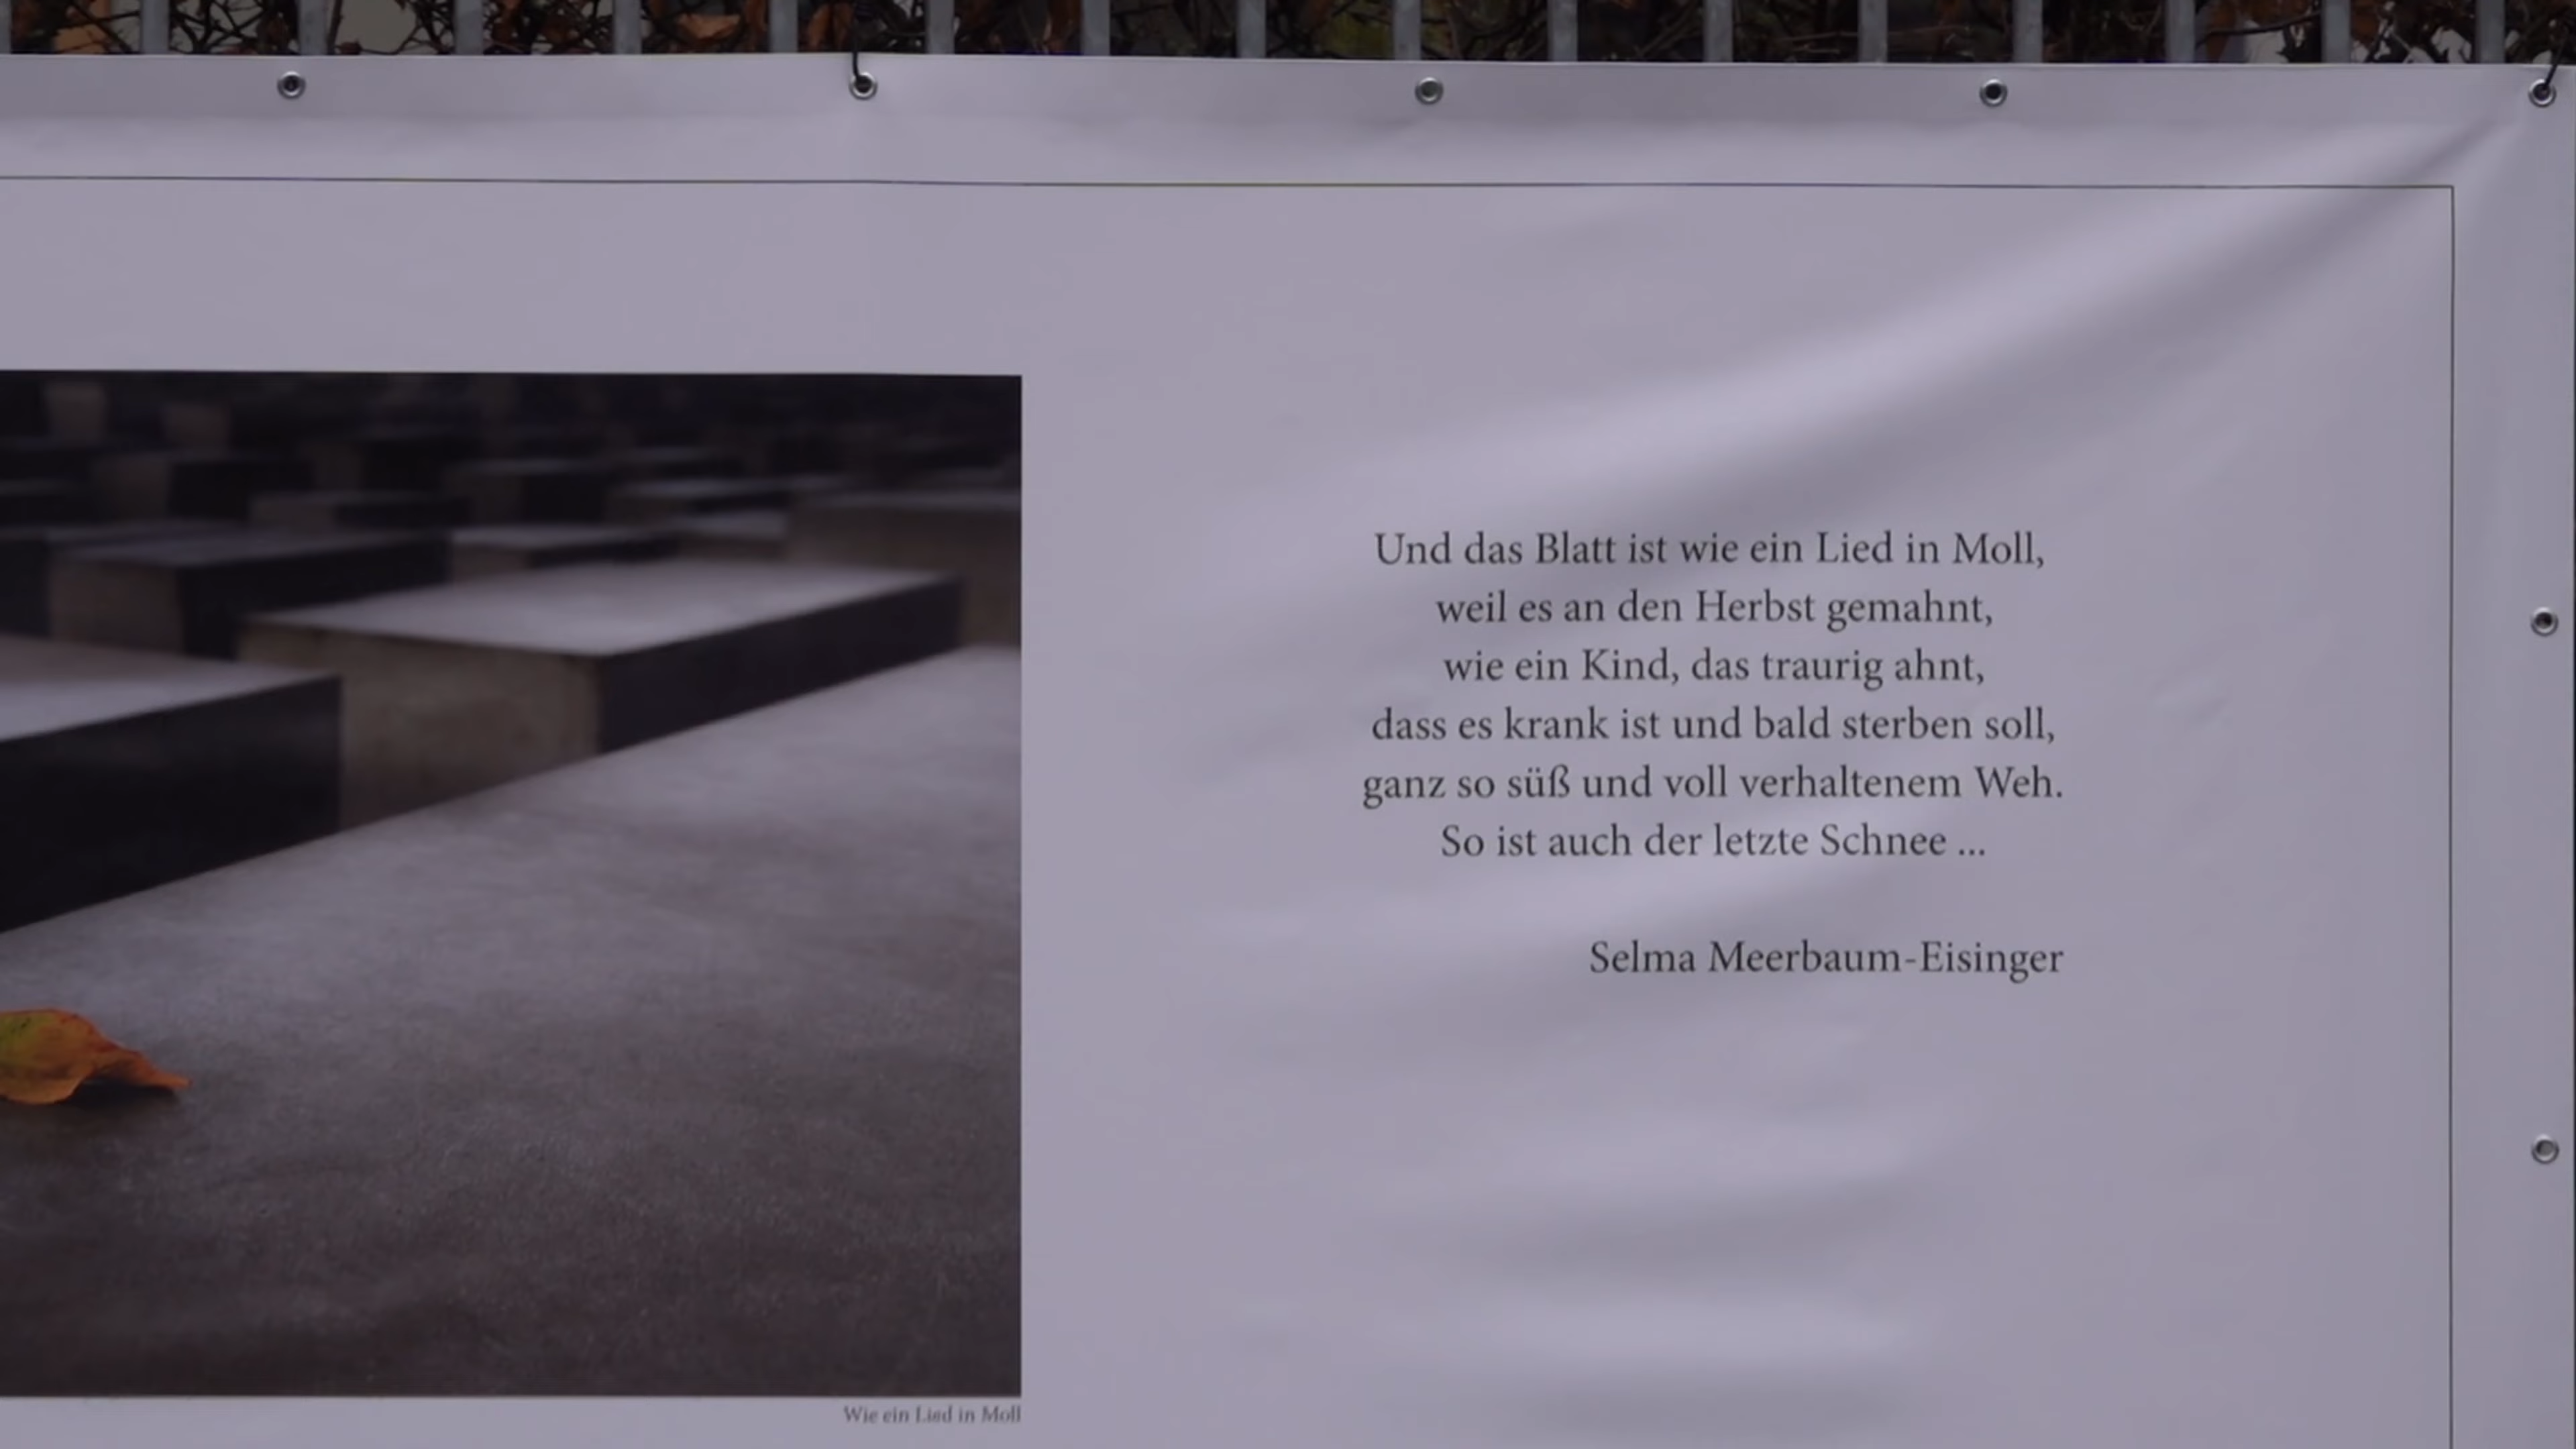 Und das Blatt ist wie ein Lied in Moll,
weil es an den Herbst gemahnt,
wie ein Kind, das traurig ahnt,
dass es krank ist und bald sterben soll,
ganz so süß und voll verhaltenem Weh.
So ist auch der letzte Schnee ...
Selma Meerbaum-Eisinger
Wie ein Lied in Moll